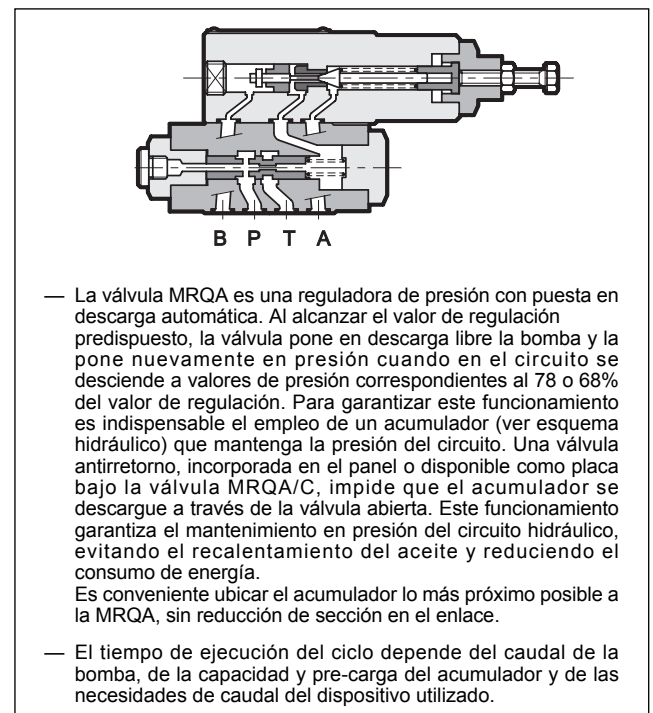 B P T A
— La válvula MRQA es una reguladora de presión con puesta en
descarga automática. Al alcanzar el valor de regulación
predispuesto, la válvula pone en descarga libre la bomba y la
pone nuevamente en presión cuando en el circuito se
desciende a valores de presión correspondientes al 78 o 68%
del valor de regulación. Para garantizar este funcionamiento
es indispensable el empleo de un acumulador (ver esquema
hidráulico) que mantenga la presión del circuito. Una válvula
antirretorno, incorporada en el panel o disponible como placa
bajo la válvula MRQA/C, impide que el acumulador se
descargue a través de la válvula abierta. Este funcionamiento
garantiza el mantenimiento en presión del circuito hidráulico,
evitando el recalentamiento del aceite y reduciendo el
consumo de energía.
Es conveniente ubicar el acumulador lo más próximo posible a
la MRQA, sin reducción de sección en el enlace.
— El tiempo de ejecución del ciclo depende del caudal de la
bomba, de la capacidad y pre-carga del acumulador y de las
necesidades de caudal del dispositivo utilizado.